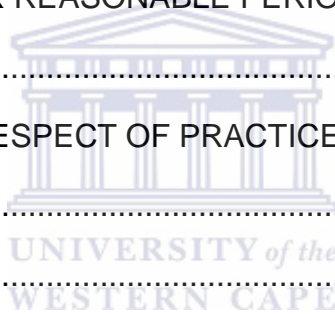 REASONABLE PERIO
................................
ESPECT OF PRACTICE
................................
UNIVERSITY of the
................................
WESTERN CAPE